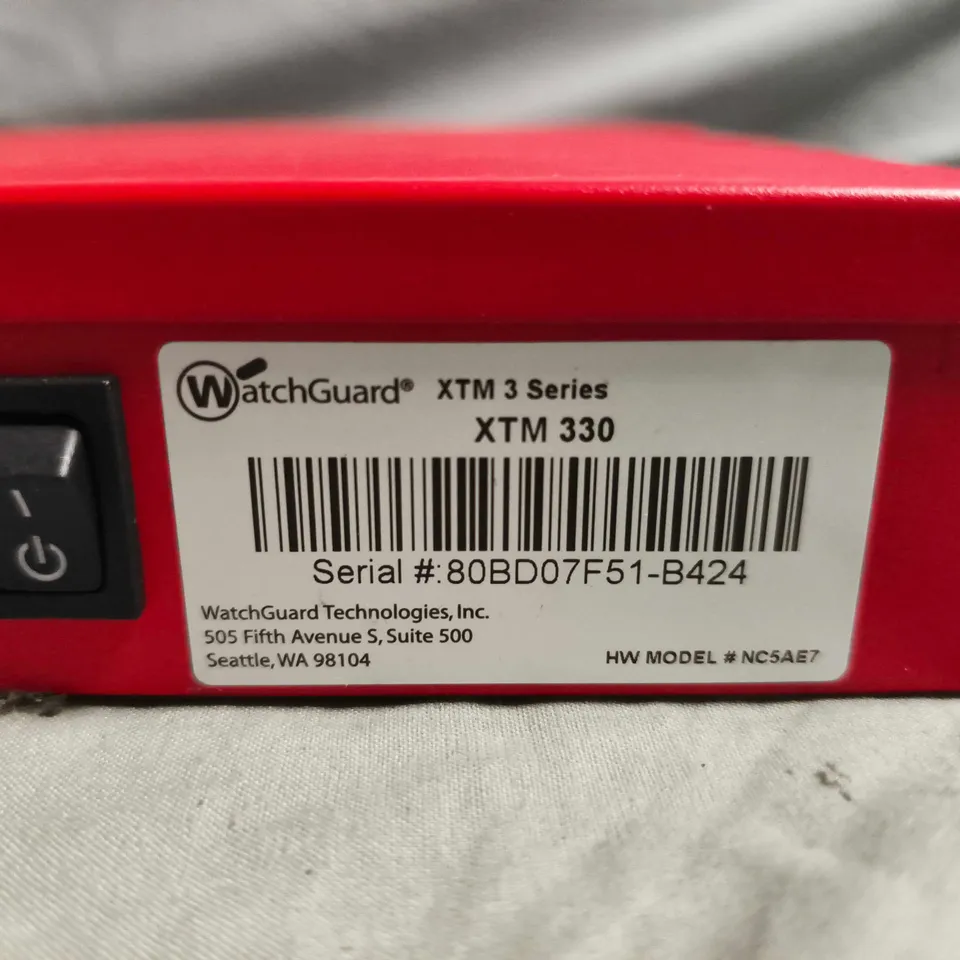 WatchGuard® XTM 3 Series
XTM 330
Serial #:80BD07F51-B424
WatchGuard Technologies, Inc.
505 Fifth Avenue S, Suite 500
Seattle, WA 98104
HW MODEL # NC5AE7